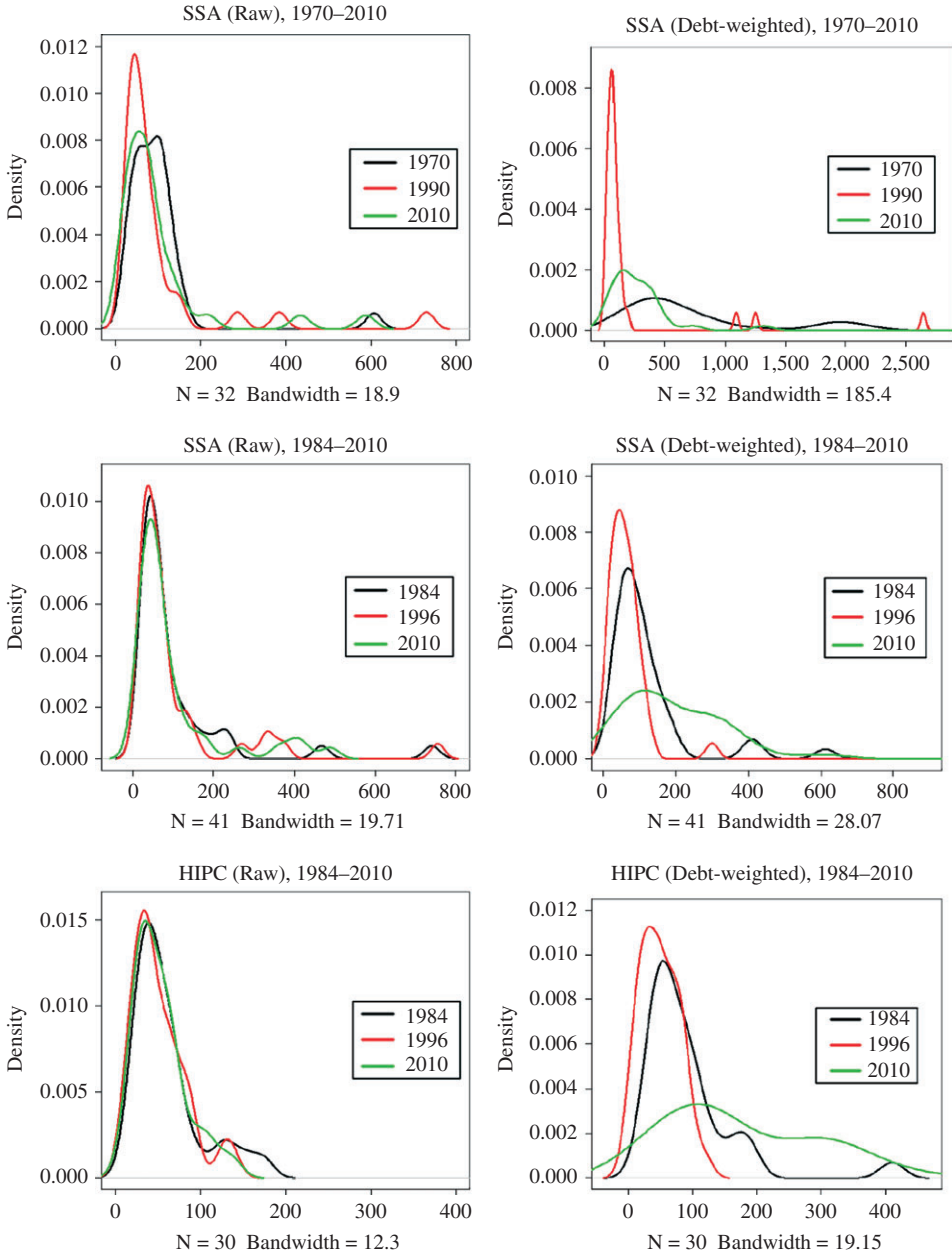 SSA (Raw), 1970–2010
0.012
0.010
0.008
0.006
0.004
0.002
0.000
Density
1970
1990
2010
0 200 400 600 800
N = 32 Bandwidth = 18.9
SSA (Debt-weighted), 1970–2010
0.008
0.006
0.004
0.002
0.000
Density
1970
1990
2010
0 500 1,000 1,500 2,000 2,500
N = 32 Bandwidth = 185.4
SSA (Raw), 1984–2010
0.010
0.008
0.006
0.004
0.002
0.000
Density
1984
1996
2010
0 200 400 600 800
N = 41 Bandwidth = 19.71
SSA (Debt-weighted), 1984–2010
0.010
0.008
0.006
0.004
0.002
0.000
Density
1984
1996
2010
0 200 400 600 800
N = 41 Bandwidth = 28.07
HIPC (Raw), 1984–2010
0.015
0.010
0.005
0.000
Density
1984
1996
2010
0 100 200 300 400
N = 30 Bandwidth = 12.3
HIPC (Debt-weighted), 1984–2010
0.012
0.010
0.008
0.006
0.004
0.002
0.000
Density
1984
1996
2010
0 100 200 300 400
N = 30 Bandwidth = 19.15